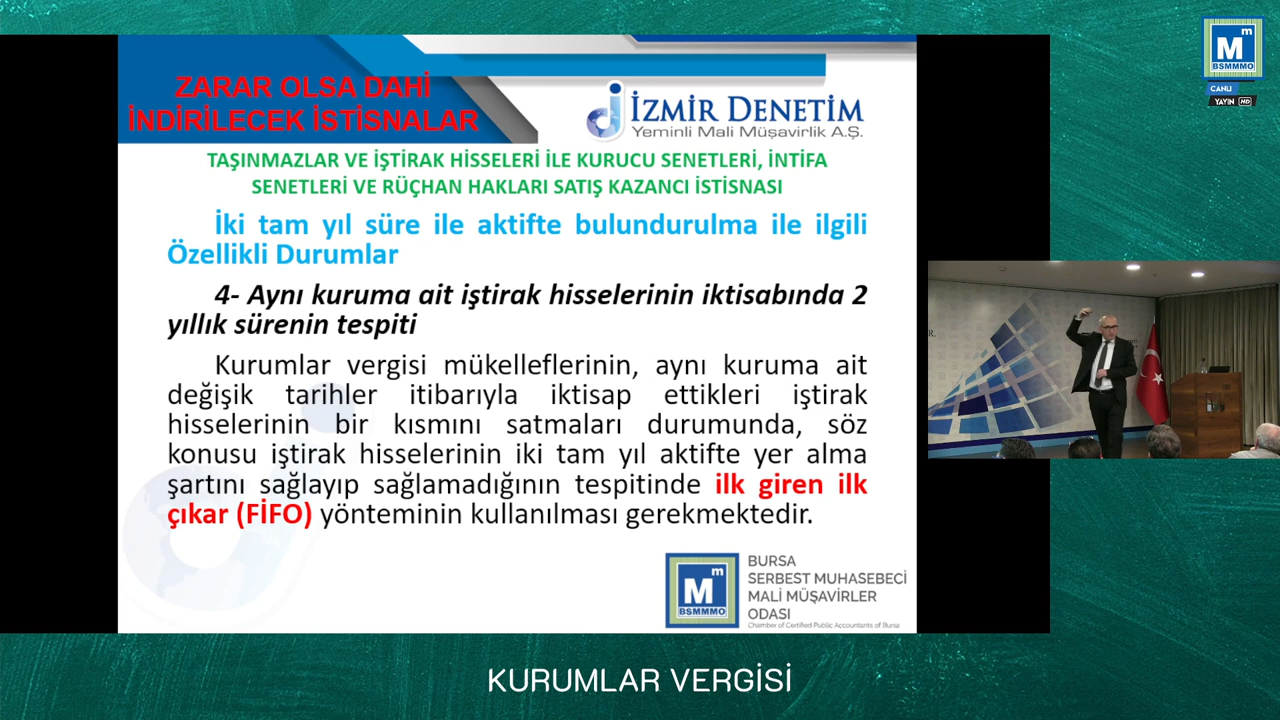 ZARAR OLSA DAHİ
İNDİRİLECEK İSTİSNALAR
İZMİR DENETİM
Yeminli Mali Müşavirlik A.Ş.
TAŞINMAZLAR VE İŞTİRAK HİSSELERİ İLE KURUCU SENETLERİ, İNTİFA
SENETLERİ VE RÜÇHAN HAKLARI SATIŞ KAZANCI İSTİSNASI
İki tam yıl süre ile aktifte bulundurulma ile ilgili
Özellikli Durumlar
4- Aynı kuruma ait iştirak hisselerinin iktisabında 2
yıllık sürenin tespiti
Kurumlar vergisi mükelleflerinin, aynı kuruma ait
değişik tarihler itibarıyla iktisap ettikleri iştirak
hisselerinin bir kısmını satmaları durumunda, söz
konusu iştirak hisselerinin iki tam yıl aktifte yer alma
şartını sağlayıp sağlamadığının tespitinde ilk giren ilk
çıkar (FİFO) yönteminin kullanılması gerekmektedir.
Mm
BSMMMO
BURSA
SERBEST MUHASEBECİ
MALİ MÜŞAVİRLER
ODASI
Chamber of Certified Public Accountants of Bursa
Mm
BSMMMO
CANLI
YAYIN HD
KURUMLAR VERGİSİ